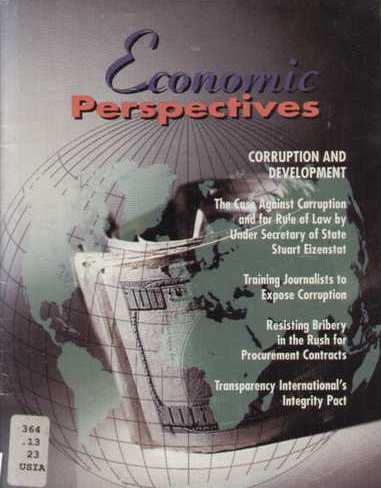 Economic
Perspectives
CORRUPTION AND
DEVELOPMENT
The Case Against Corruption
and for Rule of Law by
Under Secretary of State
Stuart Eizenstat
Training Journalists to
Expose Corruption
Resisting Bribery
in the Rush for
Procurement Contracts
Transparency International's
Integrity Pact
364
.13
23
USIA